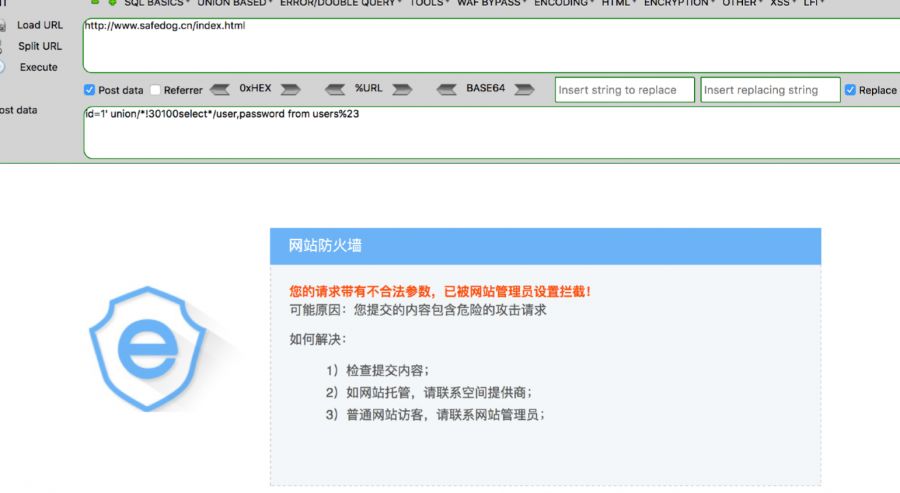 SQL BASICS UNION BASED ERROR/DOUBLE QUERY TOOLS WAF BYPASS ENCODING HTML ENCRYPTION OTHER XSS LFI
Load URL
http://www.safedog.cn/index.html
Split URL
Execute
Post data Referrer 0xHEX %URL BASE64 Insert string to replace Insert replacing string Replace
ost data
id=1' union/*!30100select*/user,password from users%23
网站防火墙
您的请求带有不合法参数，已被网站管理员设置拦截！
可能原因：您提交的内容包含危险的攻击请求
如何解决：
1）检查提交内容；
2）如网站托管，请联系空间提供商；
3）普通网站访客，请联系网站管理员；